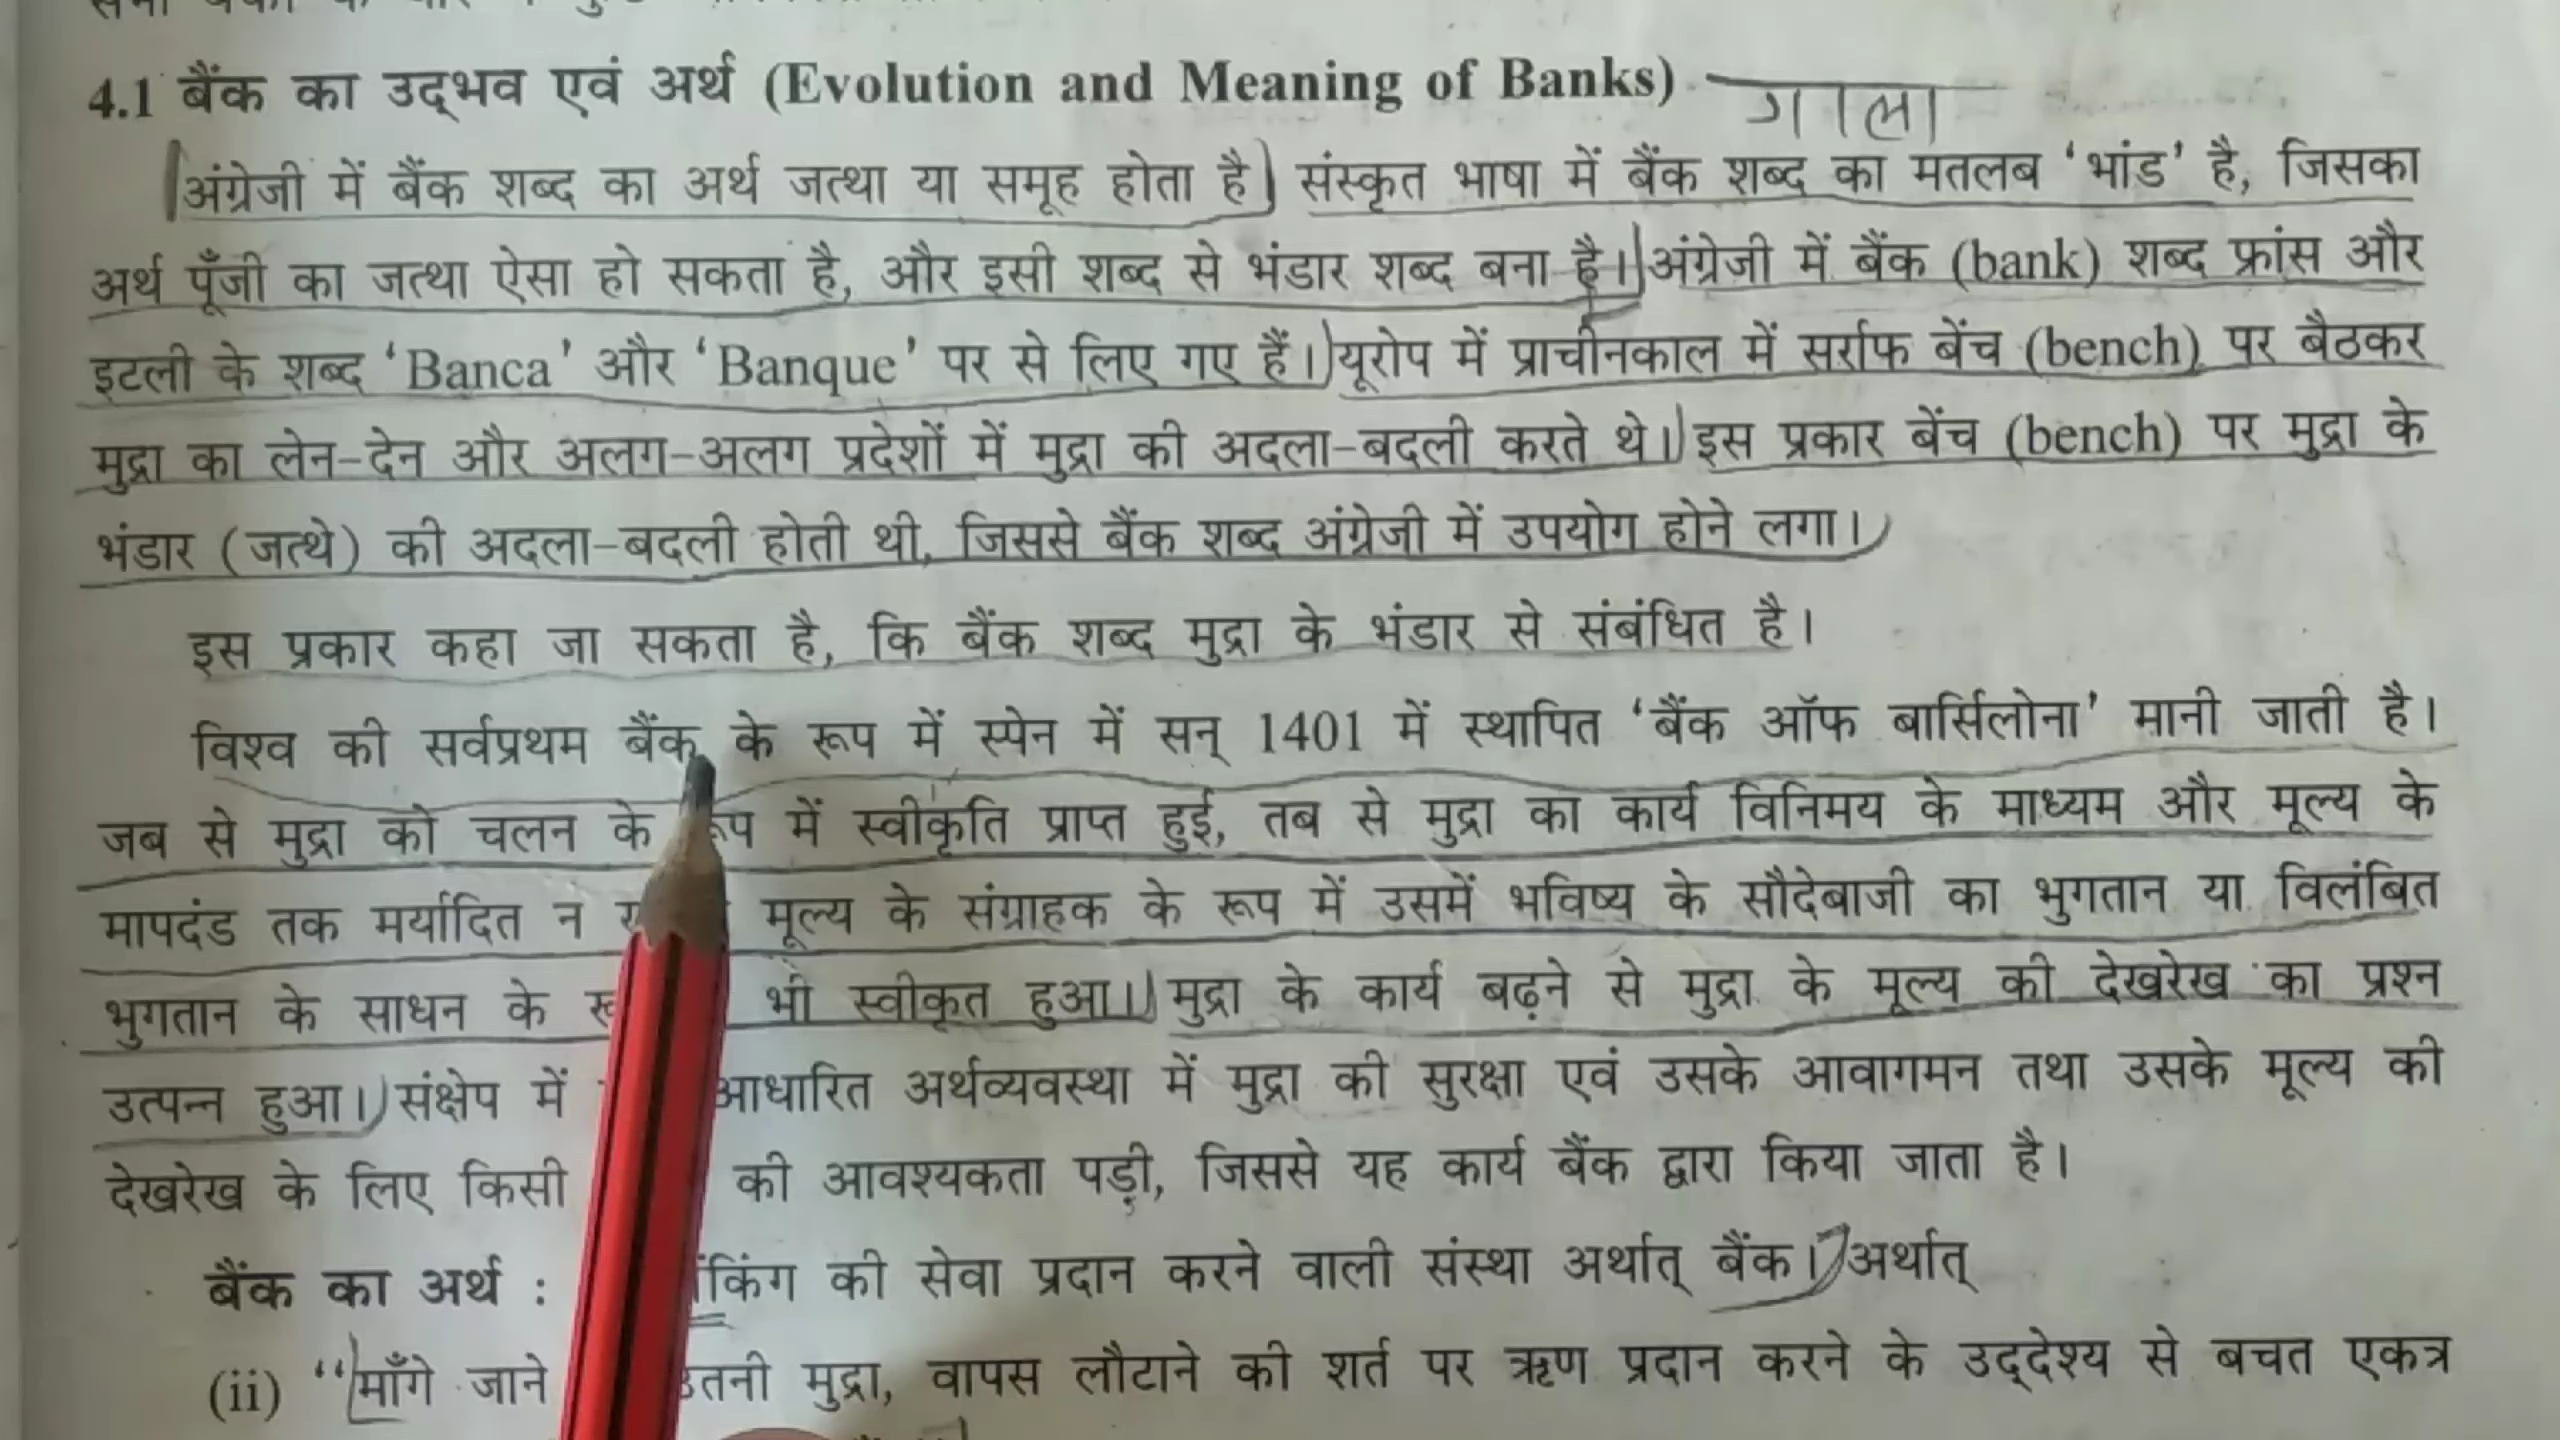 4.1 बैंक का उद्‌भव एवं अर्थ (Evolution and Meaning of Banks)
अंग्रेजी में बैंक शब्द का अर्थ जत्था या समूह होता है। संस्कृत भाषा में बैंक शब्द का मतलब ‘भांड’ है, जिसका
अर्थ पूँजी का जत्था ऐसा हो सकता है, और इसी शब्द से भंडार शब्द बना है। अंग्रेजी में बैंक (bank) शब्द फ्रांस और
इटली के शब्द ‘Banca’ और ‘Banque’ पर से लिए गए हैं। यूरोप में प्राचीनकाल में सर्राफ बेंच (bench) पर बैठकर
मुद्रा का लेन-देन और अलग-अलग प्रदेशों में मुद्रा की अदला-बदली करते थे। इस प्रकार बेंच (bench) पर मुद्रा के
भंडार (जत्थे) की अदला-बदली होती थी, जिससे बैंक शब्द अंग्रेजी में उपयोग होने लगा।
इस प्रकार कहा जा सकता है, कि बैंक शब्द मुद्रा के भंडार से संबंधित है।
विश्व की सर्वप्रथम बैंक के रूप में स्पेन में सन् 1401 में स्थापित ‘बैंक ऑफ बार्सिलोना’ मानी जाती है।
जब से मुद्रा को चलन के रूप में स्वीकृति प्राप्त हुई, तब से मुद्रा का कार्य विनिमय के माध्यम और मूल्य के
मापदंड तक मर्यादित न मूल्य के संग्राहक के रूप में उसमें भविष्य के सौदेबाजी का भुगतान या विलंबित
भुगतान के साधन के भी स्वीकृत हुआ। मुद्रा के कार्य बढ़ने से मुद्रा के मूल्य की देखरेख का प्रश्न
उत्पन्न हुआ। संक्षेप में आधारित अर्थव्यवस्था में मुद्रा की सुरक्षा एवं उसके आवागमन तथा उसके मूल्य की
देखरेख के लिए किसी की आवश्यकता पड़ी, जिससे यह कार्य बैंक द्वारा किया जाता है।
बैंक का अर्थ : की सेवा प्रदान करने वाली संस्था अर्थात् बैंक। अर्थात्
(ii) “माँगे जाने उतनी मुद्रा, वापस लौटाने की शर्त पर ऋण प्रदान करने के उद्‌देश्य से बचत एकत्र